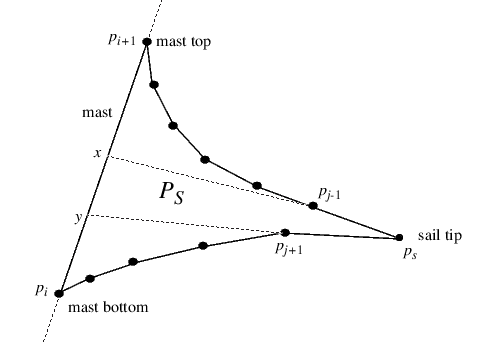 p_{i+1} mast top
mast
x
P_S
p_{j-1}
y
p_{j+1}
sail tip
p_s
p_i
mast bottom